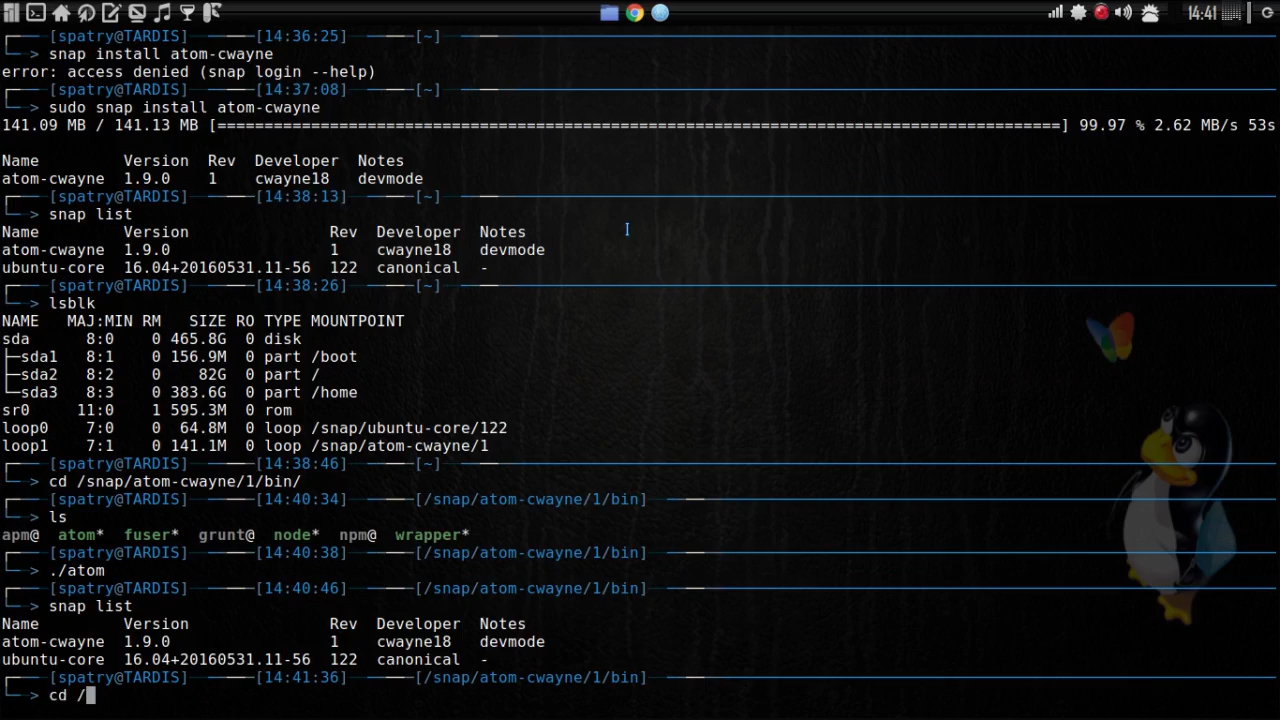 14:41
[spatry@TARDIS] [14:36:25] [~]
> snap install atom-cwayne
error: access denied (snap login --help)
[spatry@TARDIS] [14:37:08] [~]
> sudo snap install atom-cwayne
141.09 MB / 141.13 MB [==========================================================================================] 99.97 % 2.62 MB/s 53s
Name Version Rev Developer Notes
atom-cwayne 1.9.0 1 cwayne18 devmode
[spatry@TARDIS] [14:38:13] [~]
> snap list
Name Version Rev Developer Notes
atom-cwayne 1.9.0 1 cwayne18 devmode
ubuntu-core 16.04+20160531.11-56 122 canonical -
[spatry@TARDIS] [14:38:26] [~]
> lsblk
NAME MAJ:MIN RM SIZE RO TYPE MOUNTPOINT
sda 8:0 0 465.8G 0 disk
├─sda1 8:1 0 156.9M 0 part /boot
├─sda2 8:2 0 82G 0 part /
└─sda3 8:3 0 383.6G 0 part /home
sr0 11:0 1 595.3M 0 rom
loop0 7:0 0 64.8M 0 loop /snap/ubuntu-core/122
loop1 7:1 0 141.1M 0 loop /snap/atom-cwayne/1
[spatry@TARDIS] [14:38:46] [~]
> cd /snap/atom-cwayne/1/bin/
[spatry@TARDIS] [14:40:34] [/snap/atom-cwayne/1/bin]
> ls
apm@ atom* fuser* grunt@ node* npm@ wrapper*
[spatry@TARDIS] [14:40:38] [/snap/atom-cwayne/1/bin]
> ./atom
[spatry@TARDIS] [14:40:46] [/snap/atom-cwayne/1/bin]
> snap list
Name Version Rev Developer Notes
atom-cwayne 1.9.0 1 cwayne18 devmode
ubuntu-core 16.04+20160531.11-56 122 canonical -
[spatry@TARDIS] [14:41:36] [/snap/atom-cwayne/1/bin]
> cd /